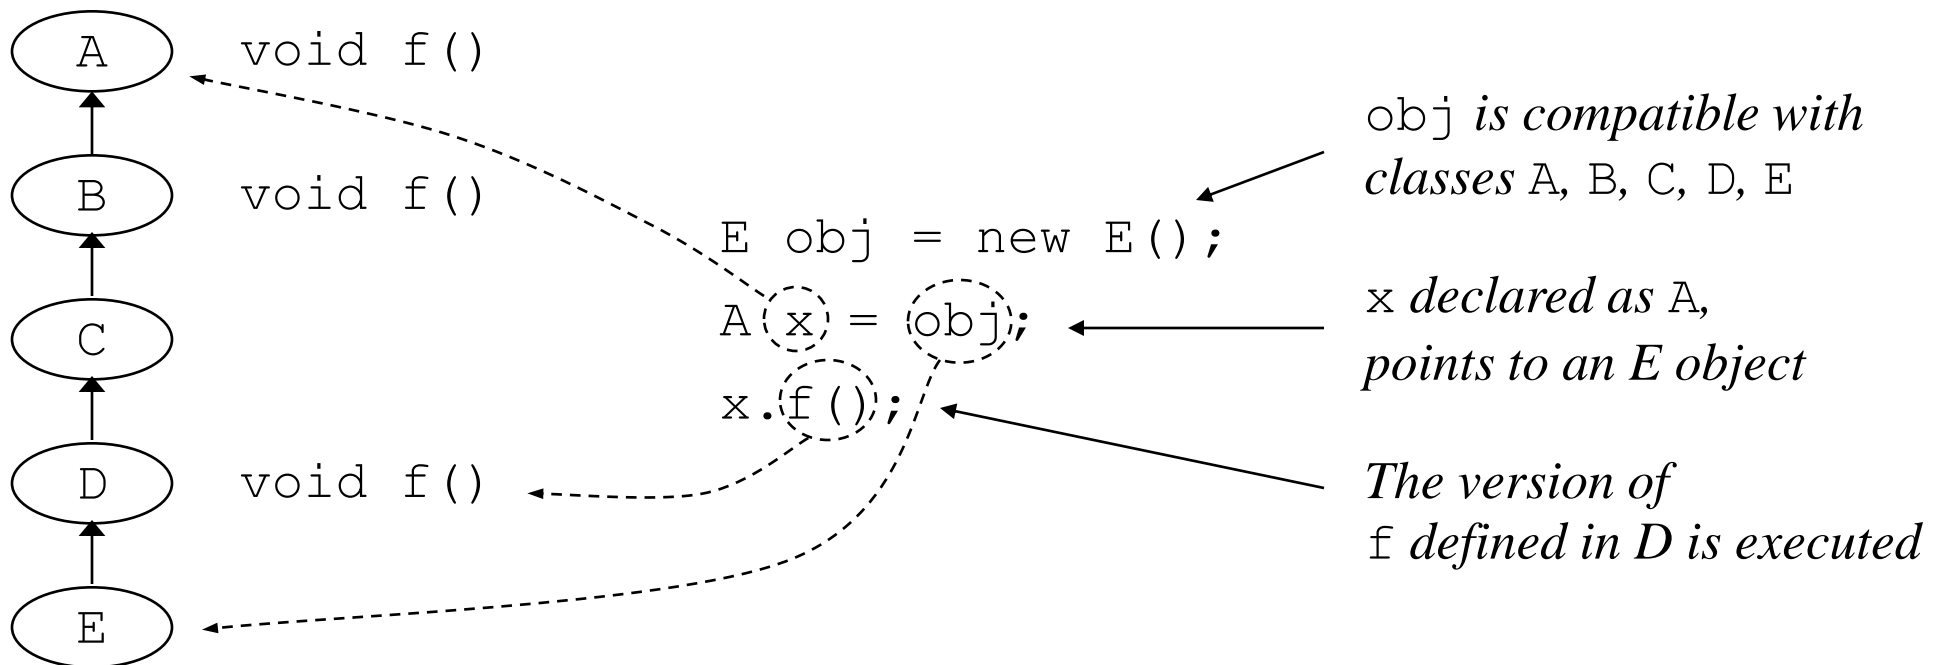 A void f()
B void f()
C
D void f()
E
E obj = new E();
A x = obj;
x.f();
obj is compatible with
classes A, B, C, D, E
x declared as A,
points to an E object
The version of
f defined in D is executed